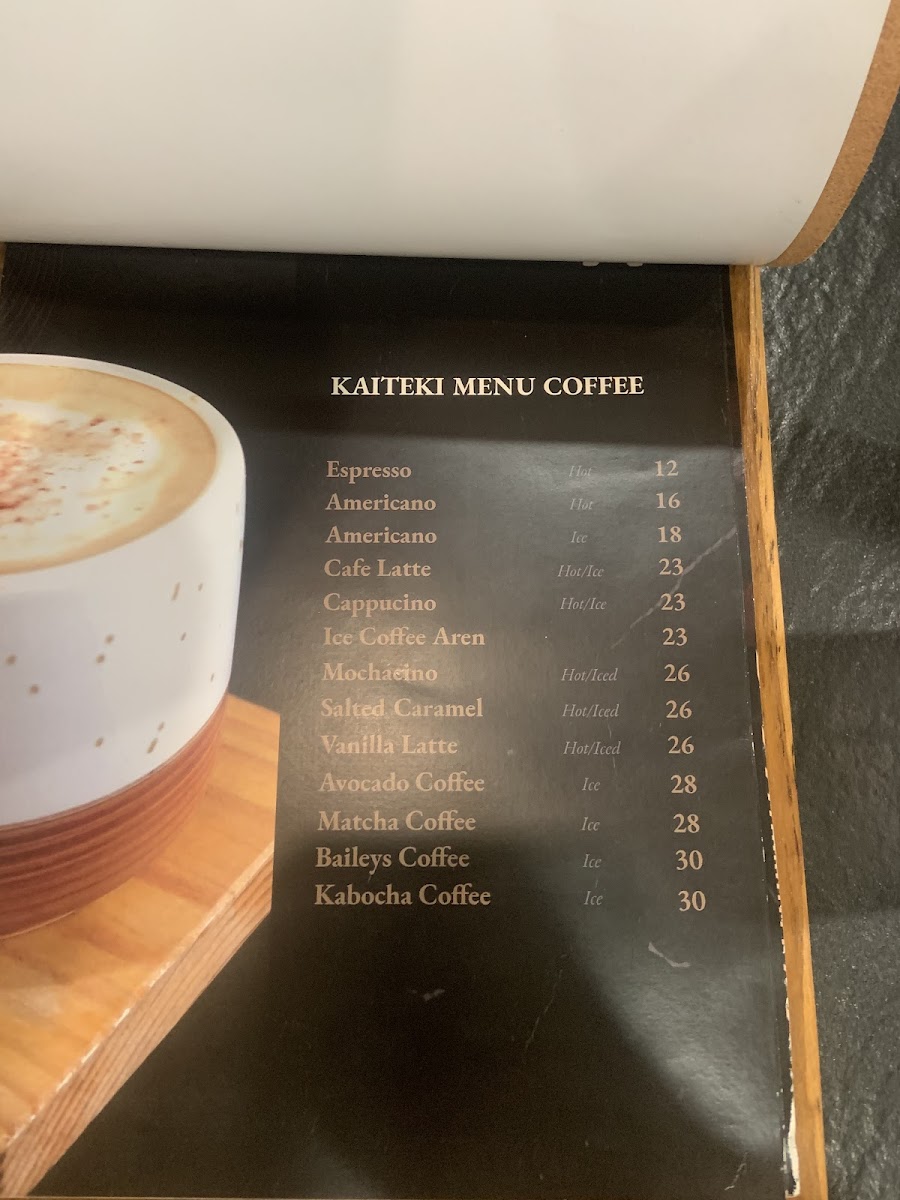 KAITEKI MENU COFFEE
Espresso Hot 12
Americano Hot 16
Americano Ice 18
Cafe Latte Hot/Ice 23
Cappucino Hot/Ice 23
Ice Coffee Aren 23
Mochacino Hot/Iced 26
Salted Caramel Hot/Iced 26
Vanilla Latte Hot/Iced 26
Avocado Coffee Ice 28
Matcha Coffee Ice 28
Baileys Coffee Ice 30
Kabocha Coffee Ice 30